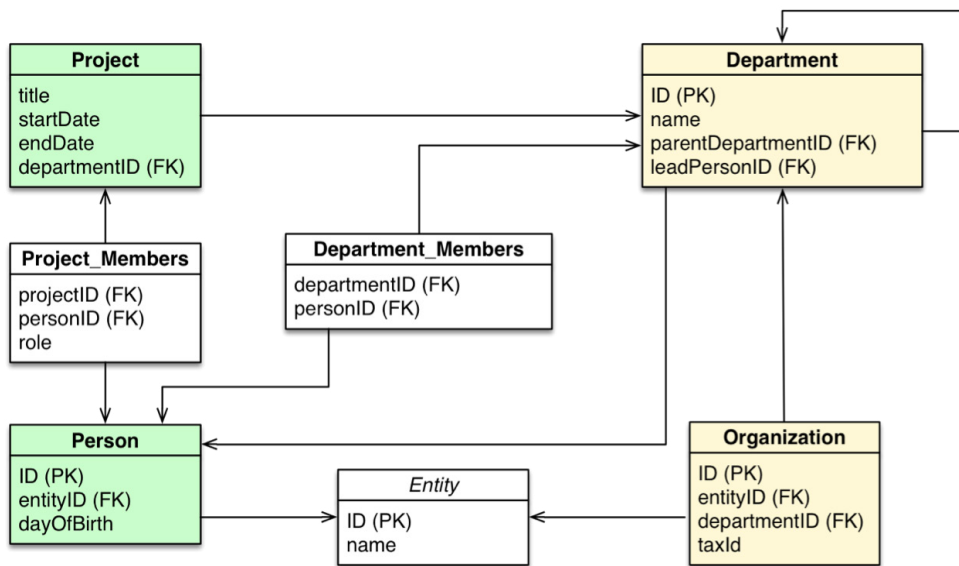 Project
title
startDate
endDate
departmentID (FK)
Department
ID (PK)
name
parentDepartmentID (FK)
leadPersonID (FK)
Project_Members
projectID (FK)
personID (FK)
role
Department_Members
departmentID (FK)
personID (FK)
Person
ID (PK)
entityID (FK)
dayOfBirth
Entity
ID (PK)
name
Organization
ID (PK)
entityID (FK)
departmentID (FK)
taxId